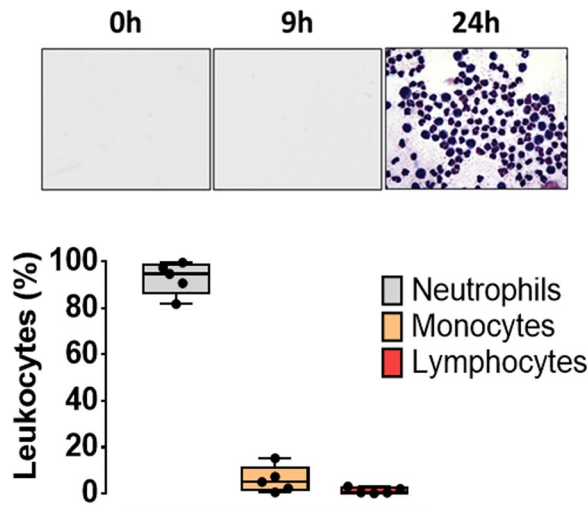 0h 9h 24h
Leukocytes (%)
100
80
60
40
20
0
Neutrophils
Monocytes
Lymphocytes